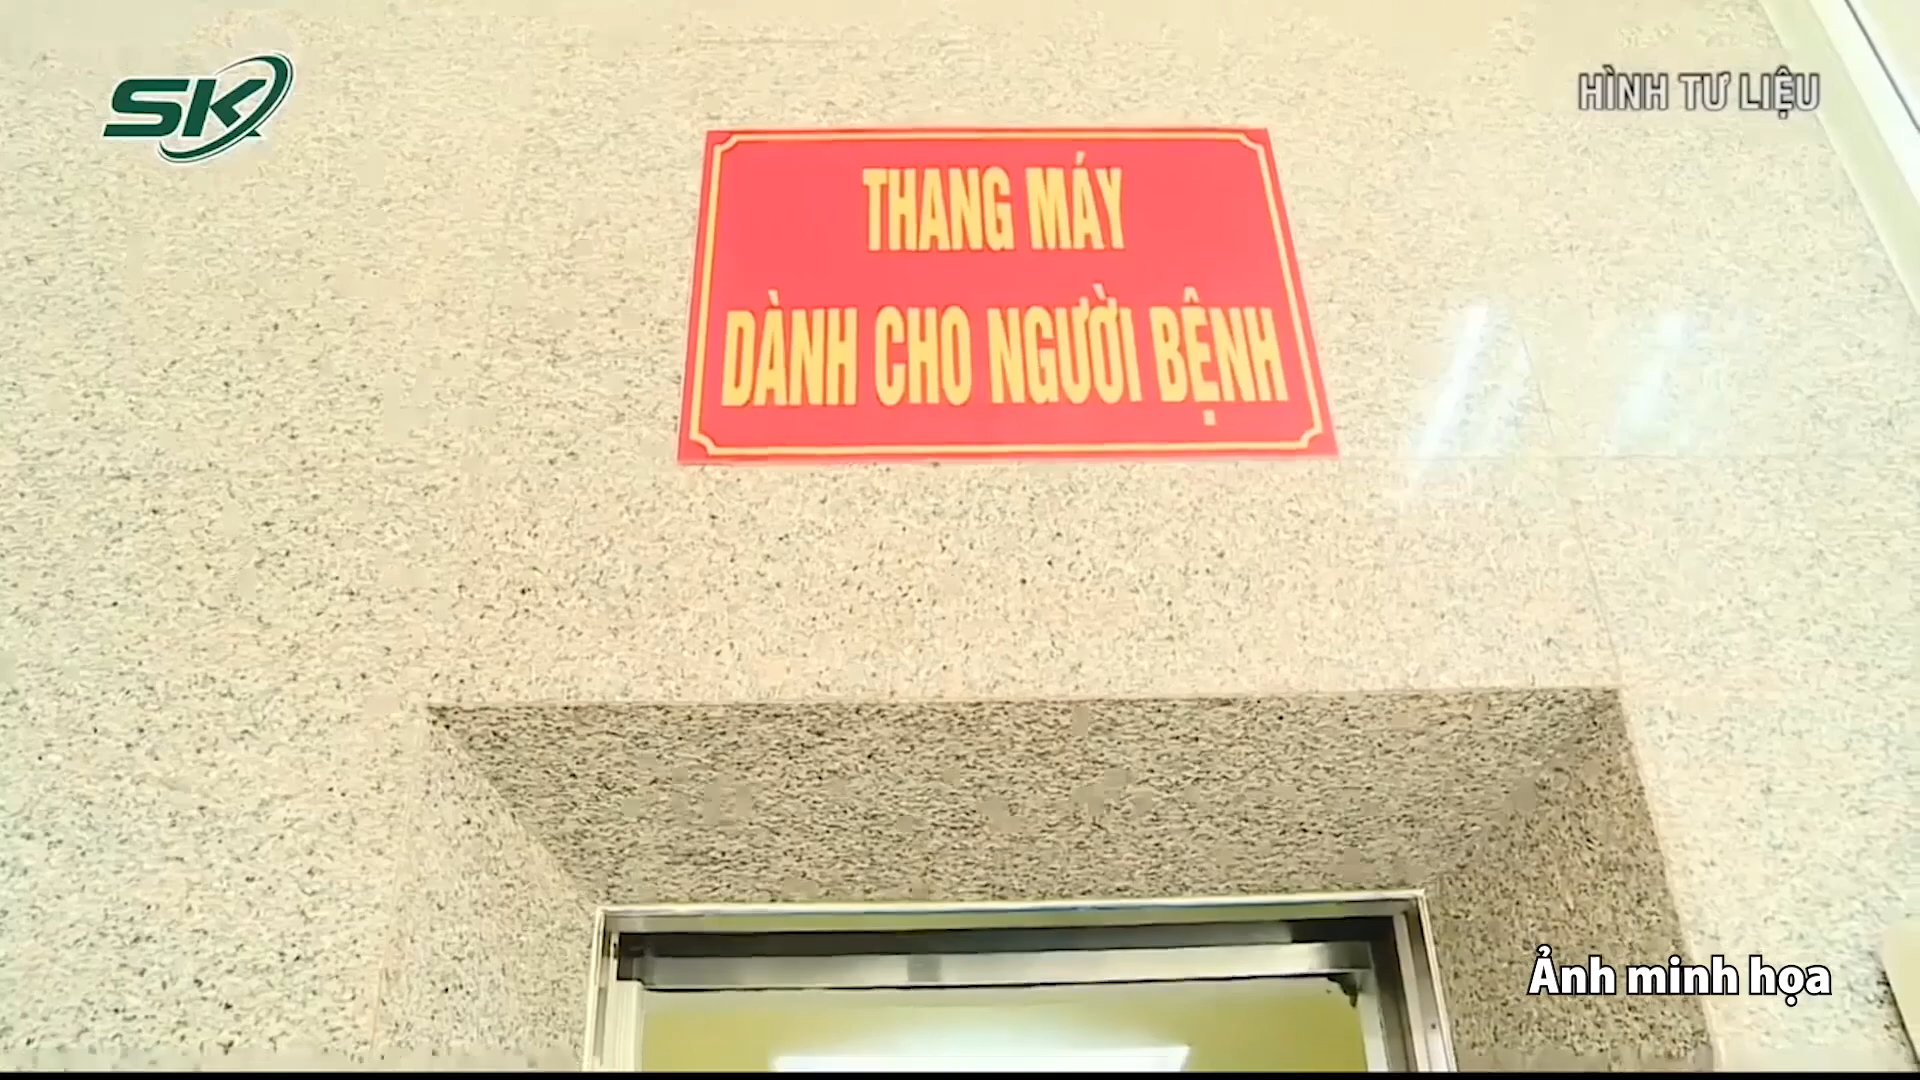 SK
HÌNH TƯ LIỆU
THANG MÁY
DÀNH CHO NGƯỜI BỆNH
Ảnh minh họa